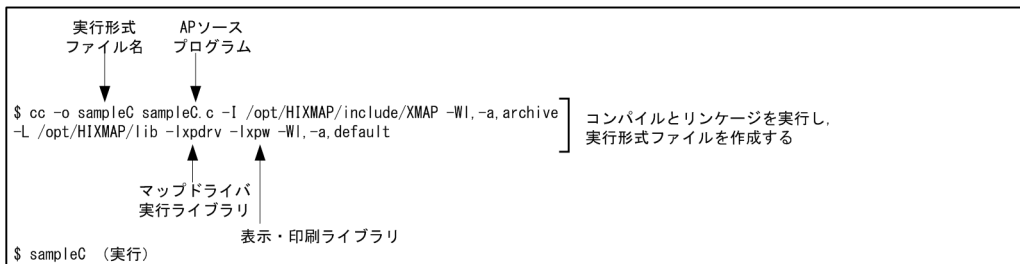 実行形式
ファイル名
APソース
プログラム
$ cc -o sampleC sampleC.c -I /opt/HIXMAP/include/XMAP -Wl,-a,archive
-L /opt/HIXMAP/lib -lxpdrv -lxpw -Wl,-a,default
コンパイルとリンケージを実行し,
実行形式ファイルを作成する
マップドライバ
実行ライブラリ
表示・印刷ライブラリ
$ sampleC （実行）